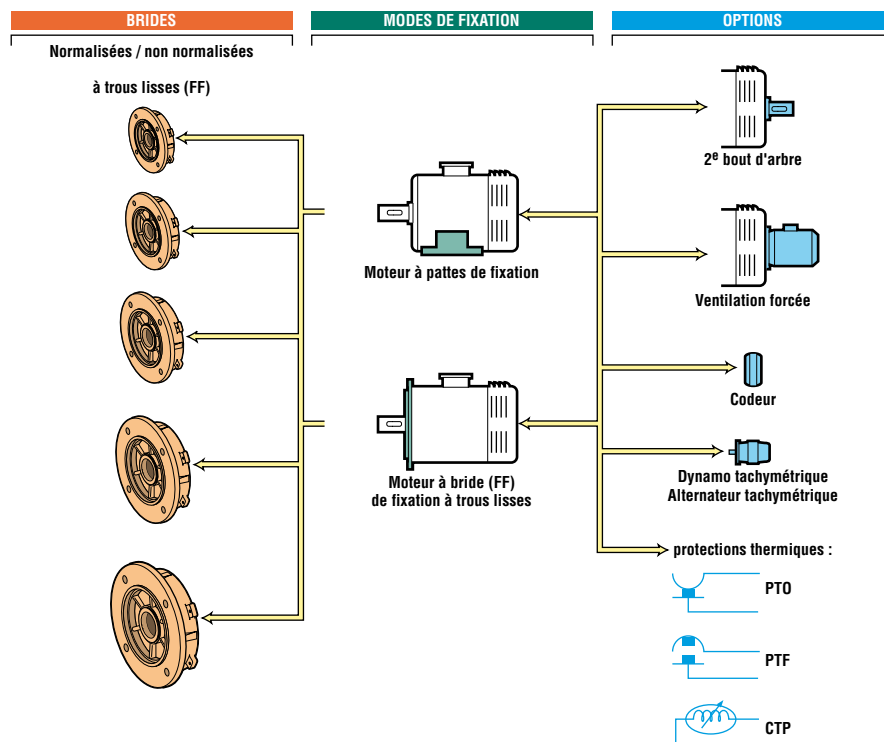 BRIDES
MODES DE FIXATION
OPTIONS
Normalisées / non normalisées
à trous lisses (FF)
2e bout d'arbre
Moteur à pattes de fixation
Ventilation forcée
Codeur
Moteur à bride (FF)
de fixation à trous lisses
Dynamo tachymétrique
Alternateur tachymétrique
protections thermiques :
PTO
PTF
CTP